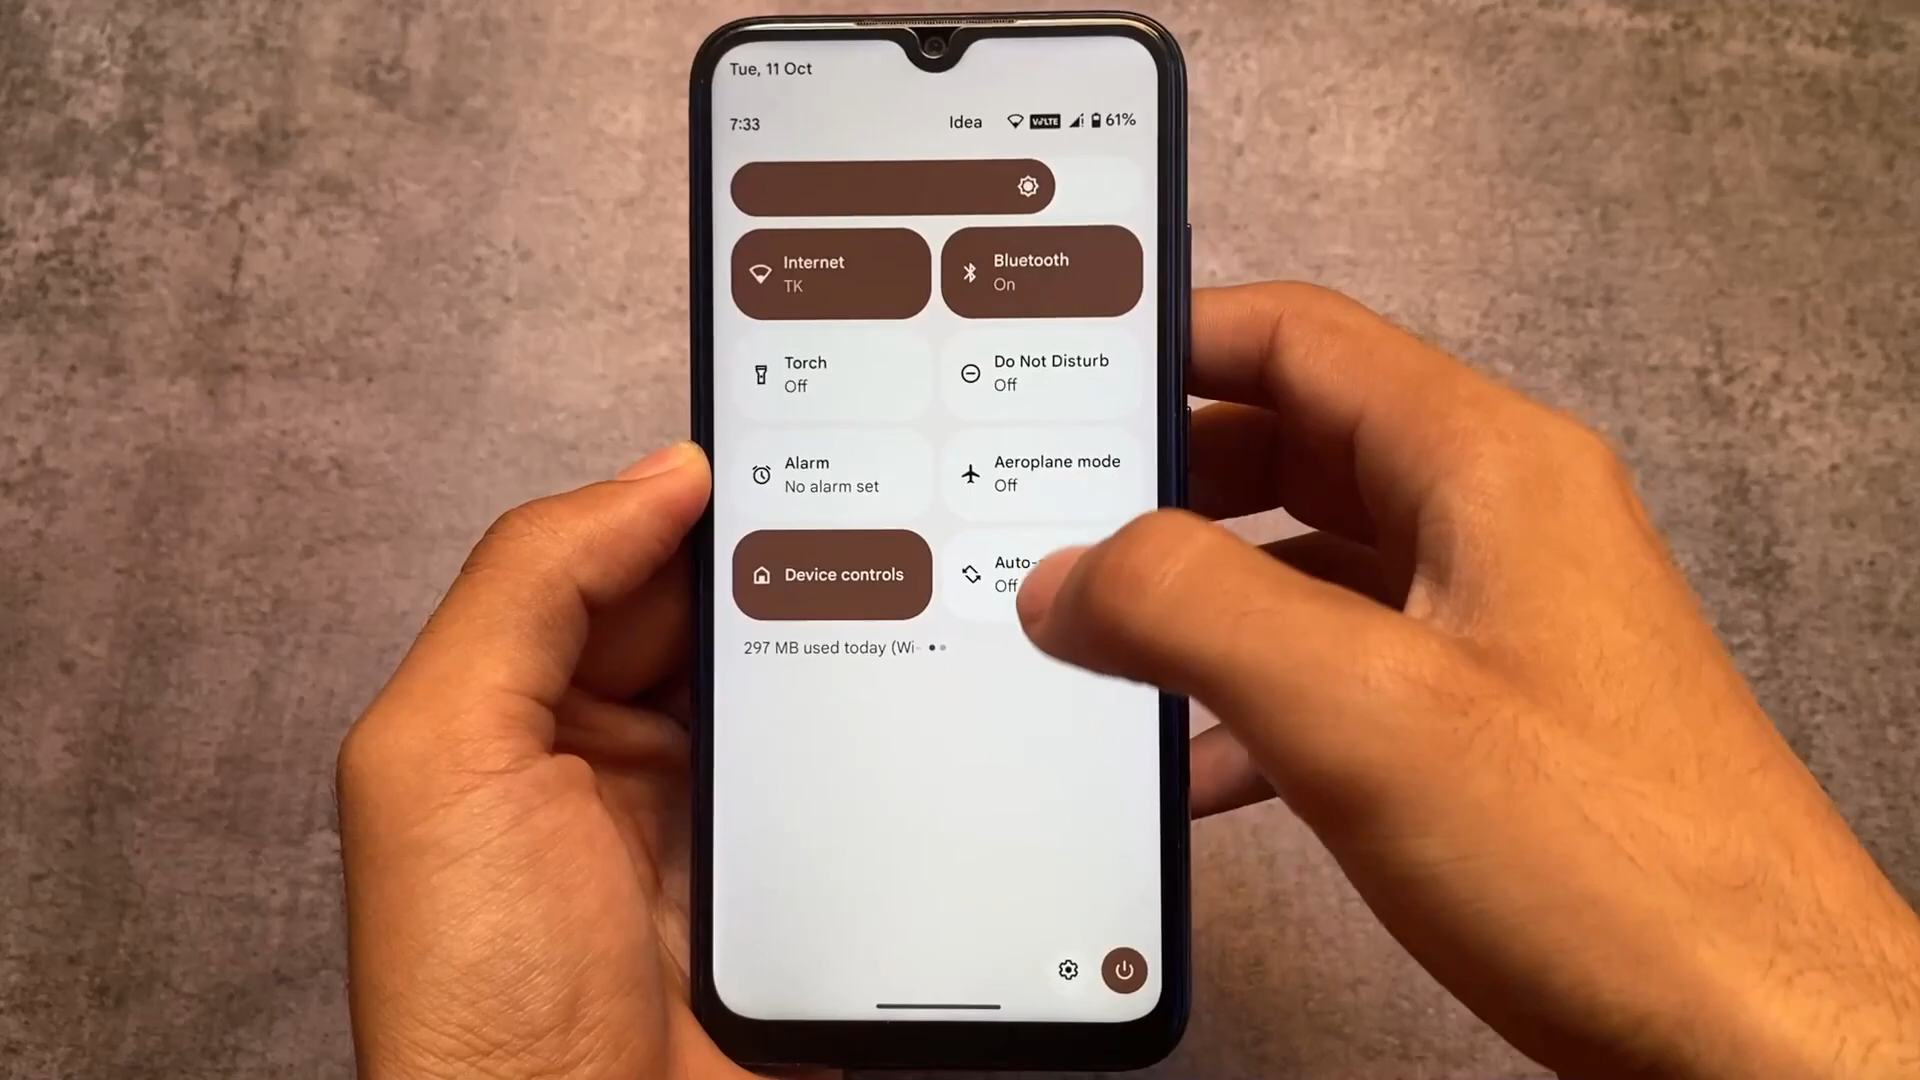 Tue, 11 Oct
7:33
Idea VoLTE 61%
Internet
TK
Bluetooth
On
Torch
Off
Do Not Disturb
Off
Alarm
No alarm set
Aeroplane mode
Off
Device controls
Auto-
Off
297 MB used today (Wi-